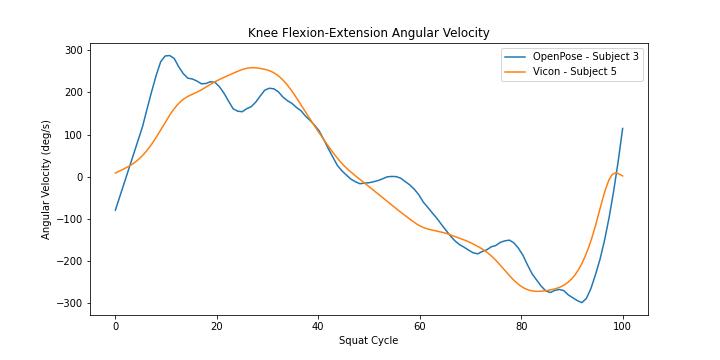 Knee Flexion-Extension Angular Velocity
OpenPose - Subject 3
Vicon - Subject 5
300
200
100
0
−100
−200
−300
Angular Velocity (deg/s)
0 20 40 60 80 100
Squat Cycle